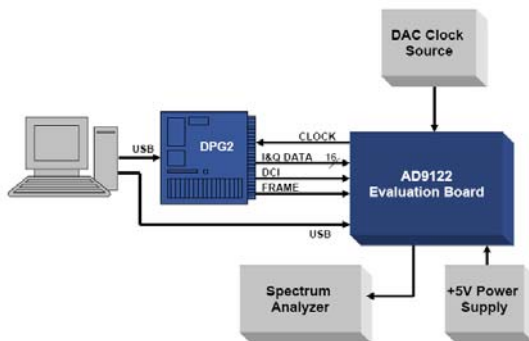 DAC Clock
Source
USB
DPG2
CLOCK
I&Q DATA 16
DCI
FRAME
AD9122
Evaluation Board
USB
Spectrum
Analyzer
+5V Power
Supply